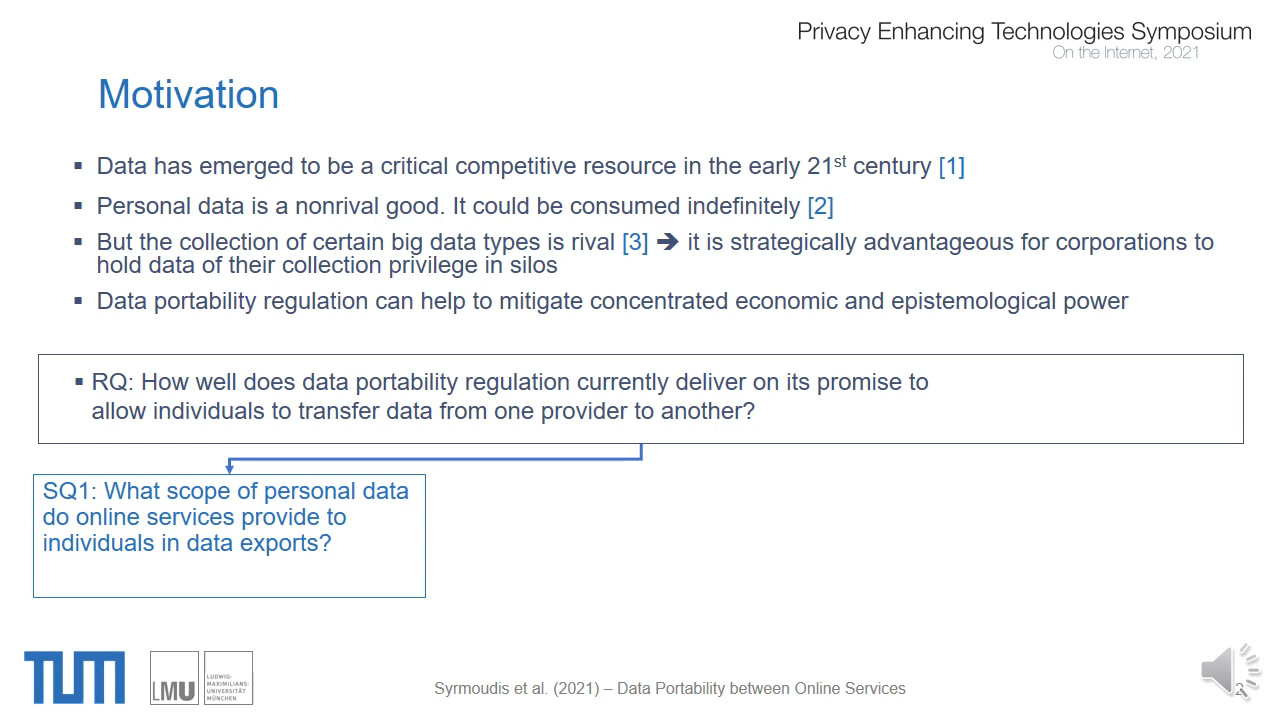 Privacy Enhancing Technologies Symposium
On the Internet, 2021
Motivation
▪ Data has emerged to be a critical competitive resource in the early 21st century [1]
▪ Personal data is a nonrival good. It could be consumed indefinitely [2]
▪ But the collection of certain big data types is rival [3] ➔ it is strategically advantageous for corporations to
hold data of their collection privilege in silos
▪ Data portability regulation can help to mitigate concentrated economic and epistemological power
▪ RQ: How well does data portability regulation currently deliver on its promise to
allow individuals to transfer data from one provider to another?
SQ1: What scope of personal data
do online services provide to
individuals in data exports?
TUM
LMU
LUDWIG-
MAXIMILIANS-
UNIVERSITÄT
MÜNCHEN
Syrmoudis et al. (2021) – Data Portability between Online Services
2